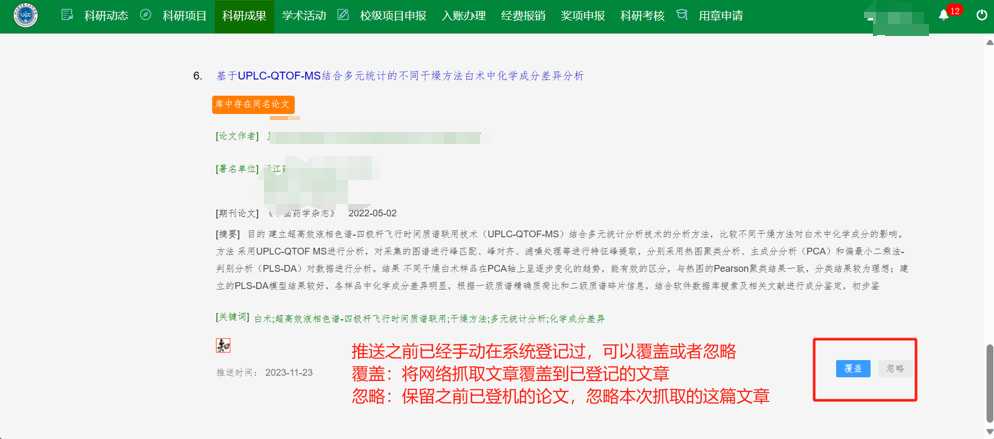 科研动态 科研项目 科研成果 学术活动 校级项目申报 入账办理 经费报销 奖项申报 科研考核 用章申请 12
6. 基于UPLC-QTOF-MS结合多元统计的不同干燥方法白术中化学成分差异分析
库中存在同名论文
[论文作者]
[署名单位]
[期刊论文] 《中国药学杂志》 2022-05-02
[摘要] 目的 建立超高效液相色谱-四极杆飞行时间质谱联用技术（UPLC-QTOF-MS）结合多元统计分析技术的分析方法，比较不同干燥方法对白术中化学成分的影响。
方法 采用UPLC-QTOF MS进行分析，对采集的图谱进行峰匹配、峰对齐、滤噪处理等进行特征峰提取，分别采用热图聚类分析、主成分分析（PCA）和偏最小二乘法-
判别分析（PLS-DA）对数据进行分析。结果 不同干燥白术样品在PCA轴上呈逐步变化的趋势，能有效的区分，与热图的Pearson聚类结果一致，分类结果较为理想；建
立的PLS-DA模型结果较好，各样品中化学成分差异明显，根据一级质谱精确质荷比和二级质谱碎片信息，结合软件数据库搜索及相关文献进行成分鉴定，初步鉴
[关键词] 白术;超高效液相色谱-四极杆飞行时间质谱联用;干燥方法;多元统计分析;化学成分差异
知
推送时间： 2023-11-23
推送之前已经手动在系统登记过，可以覆盖或者忽略
覆盖：将网络抓取文章覆盖到已登记的文章
忽略：保留之前已登机的论文，忽略本次抓取的这篇文章
覆盖 忽略